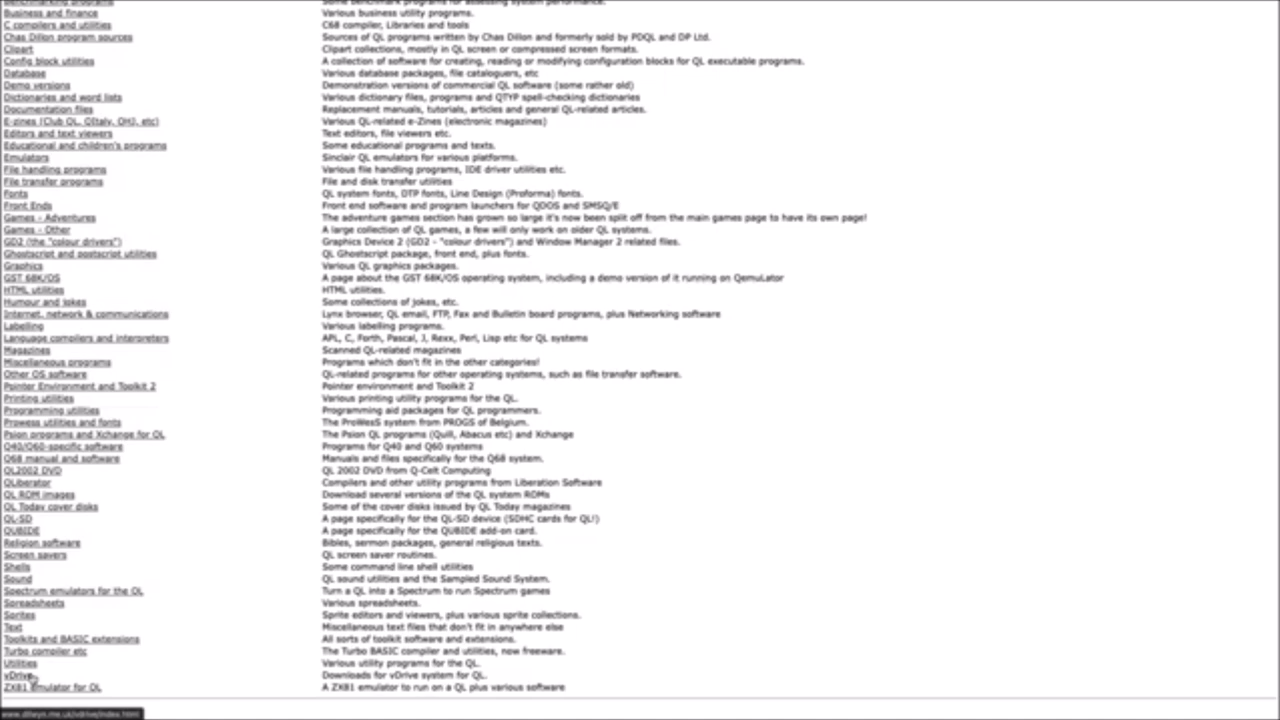 Benchmarking programs Some benchmark programs for assessing system performance.
Business and finance Various business utility programs.
C compilers and utilities C68 compiler, Libraries and tools
Chas Dillon program sources Sources of QL programs written by Chas Dillon and formerly sold by PDQL and DP Ltd.
Clipart Clipart collections, mostly in QL screen or compressed screen formats.
Config block utilities A collection of software for creating, reading or modifying configuration blocks for QL executable programs.
Database Various database packages, file cataloguers, etc
Demo versions Demonstration versions of commercial QL software (some rather old)
Dictionaries and word lists Various dictionary files, programs and QTYP spell-checking dictionaries
Documentation files Replacement manuals, tutorials, articles and general QL-related articles.
E-zines (Club QL, QItaly, QHJ, etc) Various QL-related e-Zines (electronic magazines)
Editors and text viewers Text editors, file viewers etc.
Educational and children's programs Some educational programs and texts.
Emulators Sinclair QL emulators for various platforms.
File handling programs Various file handling programs, IDE driver utilities etc.
File transfer programs File and disk transfer utilities
Fonts QL system fonts, DTP fonts, Line Design (Proforma) fonts.
Front Ends Front end software and program launchers for QDOS and SMSQ/E
Games - Adventures The adventure games section has grown so large it's now been split off from the main games page to have its own page!
Games - Other A large collection of QL games, a few will only work on older QL systems.
GD2 (the "colour drivers") Graphics Device 2 (GD2 - "colour drivers") and Window Manager 2 related files.
Ghostscript and postscript utilities QL Ghostscript package, front end, plus fonts.
Graphics Various QL graphics packages.
GST 68K/OS A page about the GST 68K/OS operating system, including a demo version of it running on QemuLator
HTML utilities HTML utilities.
Humour and jokes Some collections of jokes, etc.
Internet, network & communications Lynx browser, QL email, FTP, Fax and Bulletin board programs, plus Networking software
Labelling Various labelling programs.
Language compilers and interpreters APL, C, Forth, Pascal, J, Rexx, Perl, Lisp etc for QL systems
Magazines Scanned QL-related magazines
Miscellaneous programs Programs which don't fit in the other categories!
Other OS software QL-related programs for other operating systems, such as file transfer software.
Pointer Environment and Toolkit 2 Pointer environment and Toolkit 2
Printing utilities Various printing utility programs for the QL.
Programming utilities Programming aid packages for QL programmers.
Prowess utilities and fonts The ProWesS system from PROGS of Belgium.
Psion programs and Xchange for QL The Psion QL programs (Quill, Abacus etc) and Xchange
Q40/Q60-specific software Programs for Q40 and Q60 systems
Q68 manual and software Manuals and files specifically for the Q68 system.
QL2002 DVD QL 2002 DVD from Q-Celt Computing
QLiberator Compilers and other utility programs from Liberation Software
QL ROM images Download several versions of the QL system ROMs
QL Today cover disks Some of the cover disks issued by QL Today magazines
QL-SD A page specifically for the QL-SD device (SDHC cards for QL!)
QUBIDE A page specifically for the QUBIDE add-on card.
Religion software Bibles, sermon packages, general religious texts.
Screen savers QL screen saver routines.
Shells Some command line shell utilities
Sound QL sound utilities and the Sampled Sound System.
Spectrum emulators for the QL Turn a QL into a Spectrum to run Spectrum games
Spreadsheets Various spreadsheets.
Sprites Sprite editors and viewers, plus various sprite collections.
Text Miscellaneous text files that don't fit in anywhere else
Toolkits and BASIC extensions All sorts of toolkit software and extensions.
Turbo compiler etc The Turbo BASIC compiler and utilities, now freeware.
Utilities Various utility programs for the QL.
vDrive Downloads for vDrive system for QL.
ZX81 emulator for QL A ZX81 emulator to run on a QL plus various software
www.dilwyn.me.uk/vdrive/index.html